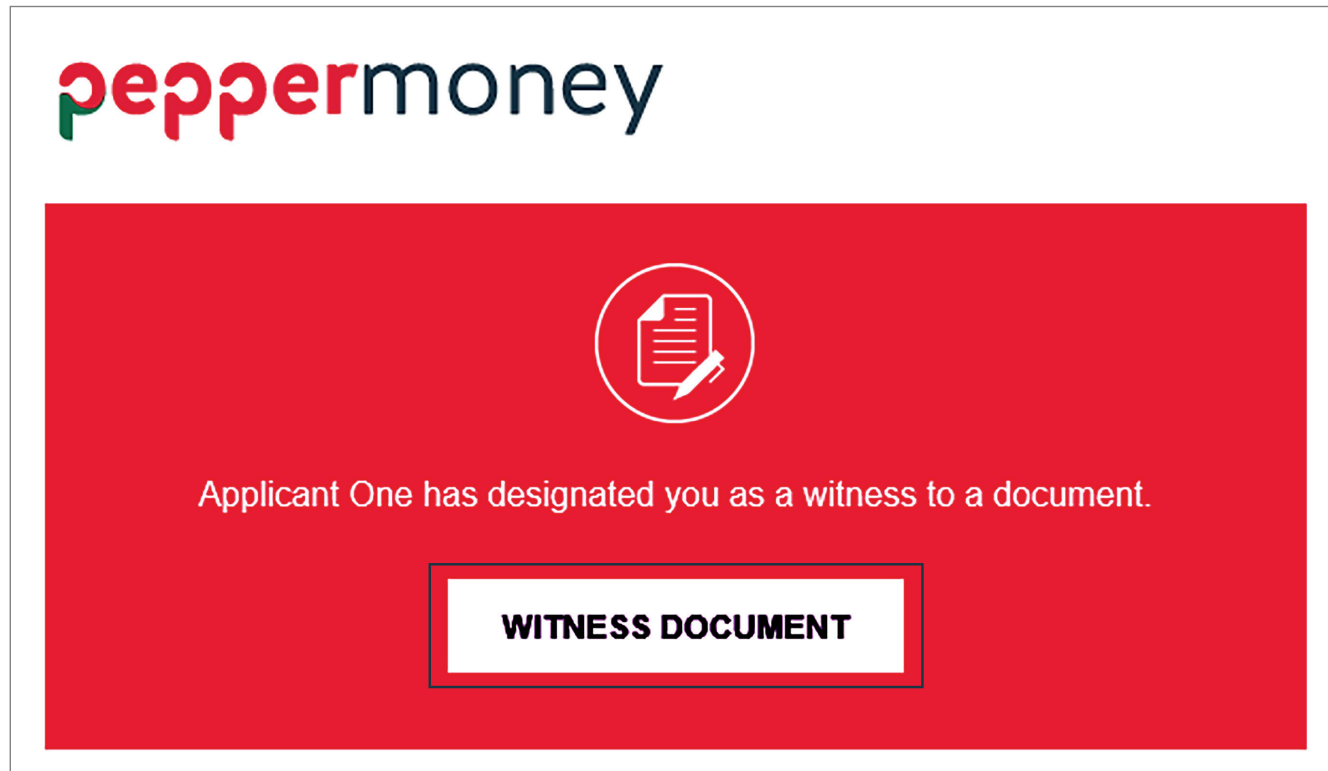 peppermoney
Applicant One has designated you as a witness to a document.
WITNESS DOCUMENT